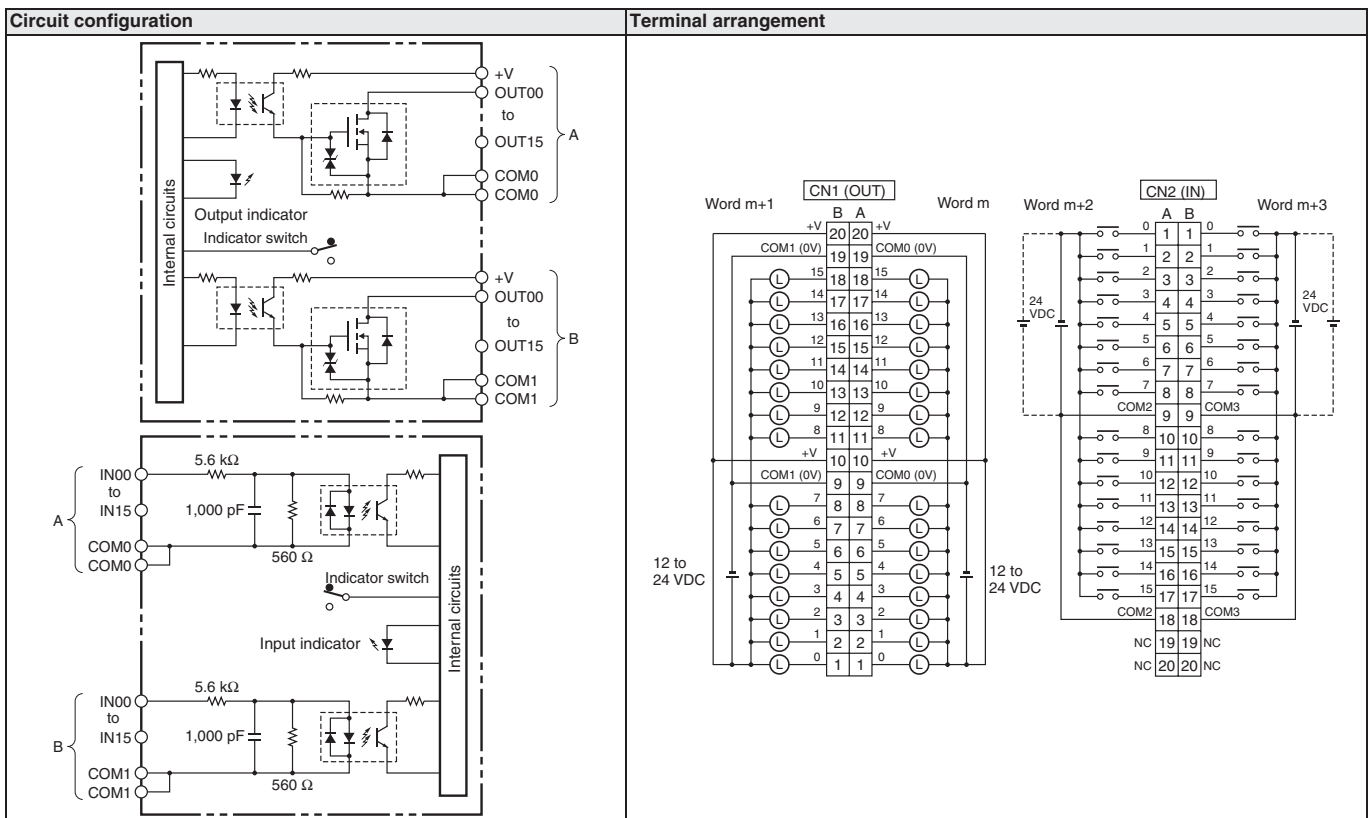 Circuit configuration
Terminal arrangement
+V
OUT00
to
OUT15
COM0
COM0
A
Internal circuits
Output indicator
Indicator switch
+V
OUT00
to
OUT15
COM1
COM1
B
IN00
to
IN15
COM0
COM0
A
5.6 kΩ
1,000 pF
560 Ω
Indicator switch
Input indicator
Internal circuits
IN00
to
IN15
COM1
COM1
B
5.6 kΩ
1,000 pF
560 Ω
CN1 (OUT)
Word m+1
Word m
B A
+V 20 20 +V
COM1 (0V) 19 19 COM0 (0V)
L 15 18 18 15 L
L 14 17 17 14 L
L 13 16 16 13 L
L 12 15 15 12 L
L 11 14 14 11 L
L 10 13 13 10 L
L 9 12 12 9 L
L 8 11 11 8 L
+V 10 10 +V
COM1 (0V) 9 9 COM0 (0V)
L 7 8 8 7 L
L 6 7 7 6 L
L 5 6 6 5 L
L 4 5 5 4 L
L 3 4 4 3 L
L 2 3 3 2 L
L 1 2 2 1 L
L 0 1 1 0 L
12 to
24 VDC
12 to
24 VDC
CN2 (IN)
Word m+2
Word m+3
A B
0 1 1 0
1 2 2 1
2 3 3 2
3 4 4 3
4 5 5 4
5 6 6 5
6 7 7 6
7 8 8 7
COM2 9 9 COM3
8 10 10 8
9 11 11 9
10 12 12 10
11 13 13 11
12 14 14 12
13 15 15 13
14 16 16 14
15 17 17 15
COM2 18 18 COM3
NC 19 19 NC
NC 20 20 NC
24
VDC
24
VDC